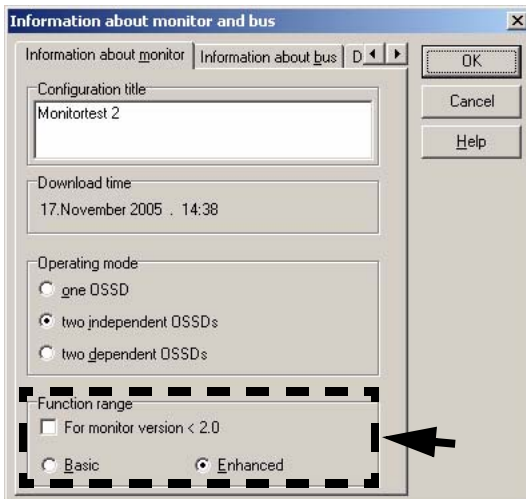 Information about monitor and bus
Information about monitor Information about bus D
OK
Cancel
Help
Configuration title
Monitortest 2
Download time
17.November 2005 . 14:38
Operating mode
one OSSD
two independent OSSDs
two dependent OSSDs
Function range
For monitor version < 2.0
Basic Enhanced